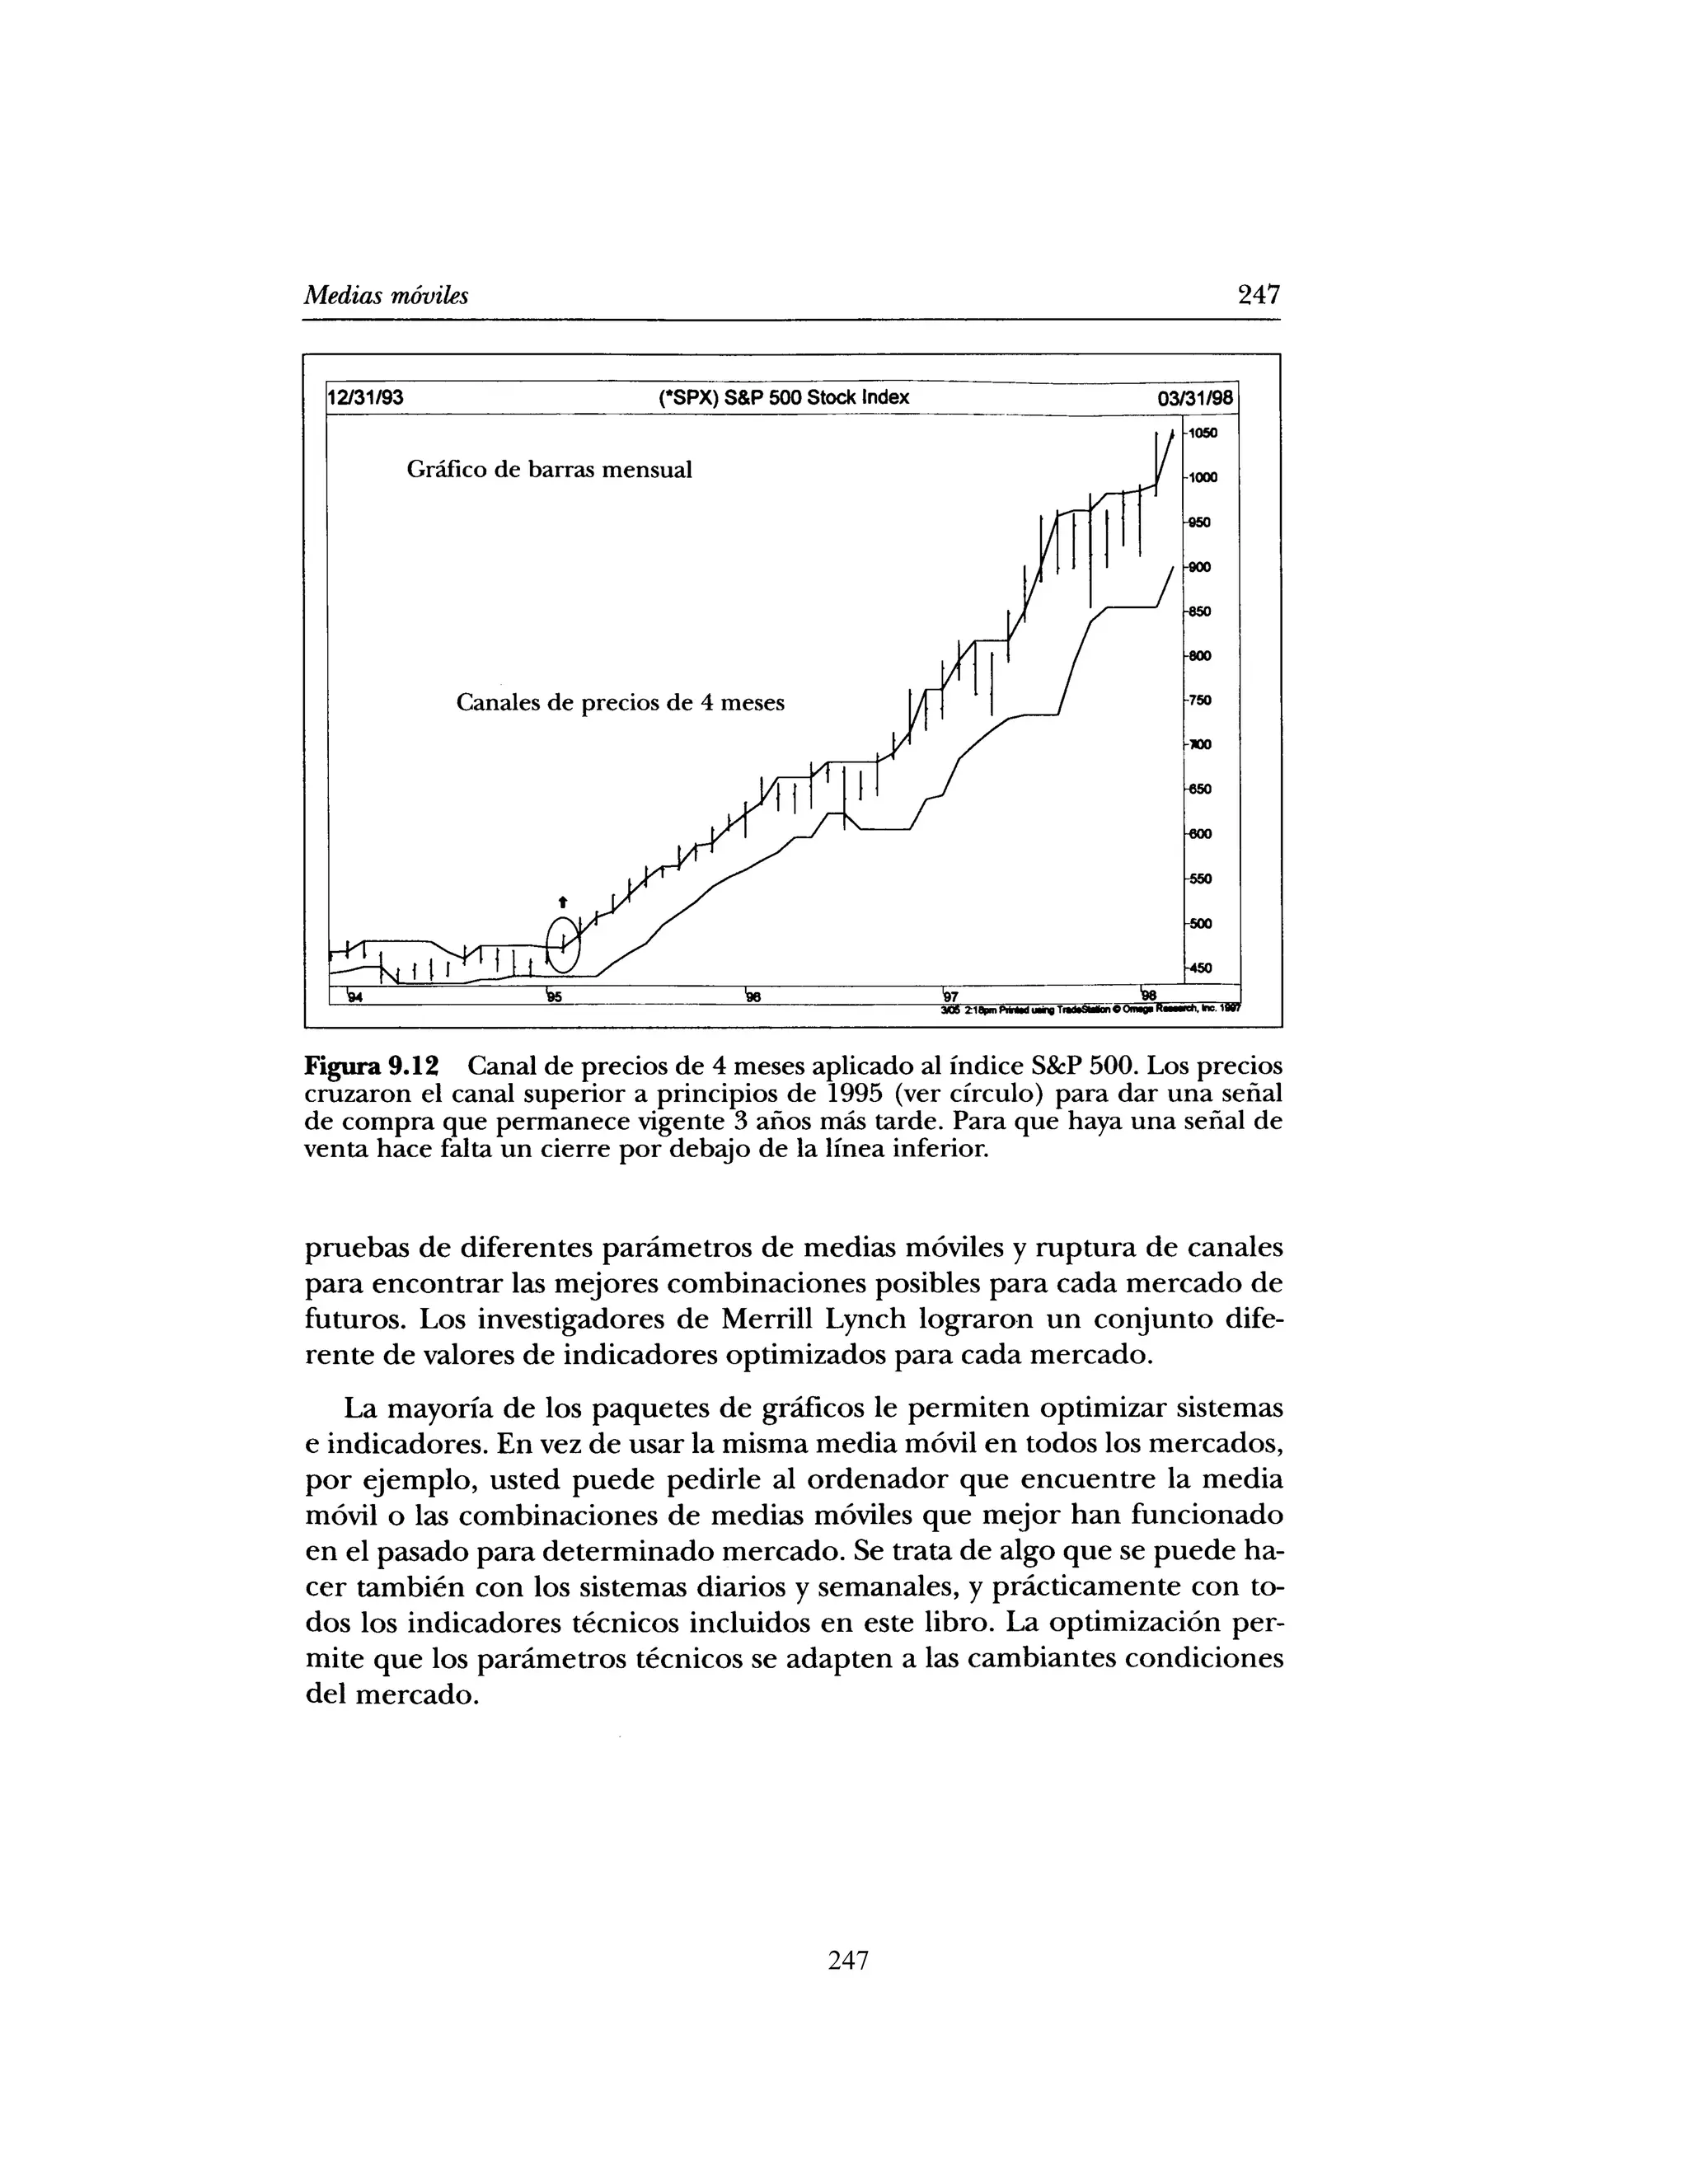 Medias móviles 247
12/31/93 (*SPX) S&P 500 Stock Index 03/31/98
1050
Gráfico de barras mensual
1000
950
900
850
800
Canales de precios de 4 meses
750
700
650
600
550
500
450
'94 '95 '96 '97 '98
3/05 2:18pm Printed using TradeStation © Omega Research, Inc. 1997
Figura 9.12 Canal de precios de 4 meses aplicado al índice S&P 500. Los precios
cruzaron el canal superior a principios de 1995 (ver círculo) para dar una señal
de compra que permanece vigente 3 años más tarde. Para que haya una señal de
venta hace falta un cierre por debajo de la línea inferior.
pruebas de diferentes parámetros de medias móviles y ruptura de canales
para encontrar las mejores combinaciones posibles para cada mercado de
futuros. Los investigadores de Merrill Lynch lograron un conjunto dife-
rente de valores de indicadores optimizados para cada mercado.
La mayoría de los paquetes de gráficos le permiten optimizar sistemas
e indicadores. En vez de usar la misma media móvil en todos los mercados,
por ejemplo, usted puede pedirle al ordenador que encuentre la media
móvil o las combinaciones de medias móviles que mejor han funcionado
en el pasado para determinado mercado. Se trata de algo que se puede ha-
cer también con los sistemas diarios y semanales, y prácticamente con to-
dos los indicadores técnicos incluidos en este libro. La optimización per-
mite que los parámetros técnicos se adapten a las cambiantes condiciones
del mercado.
247